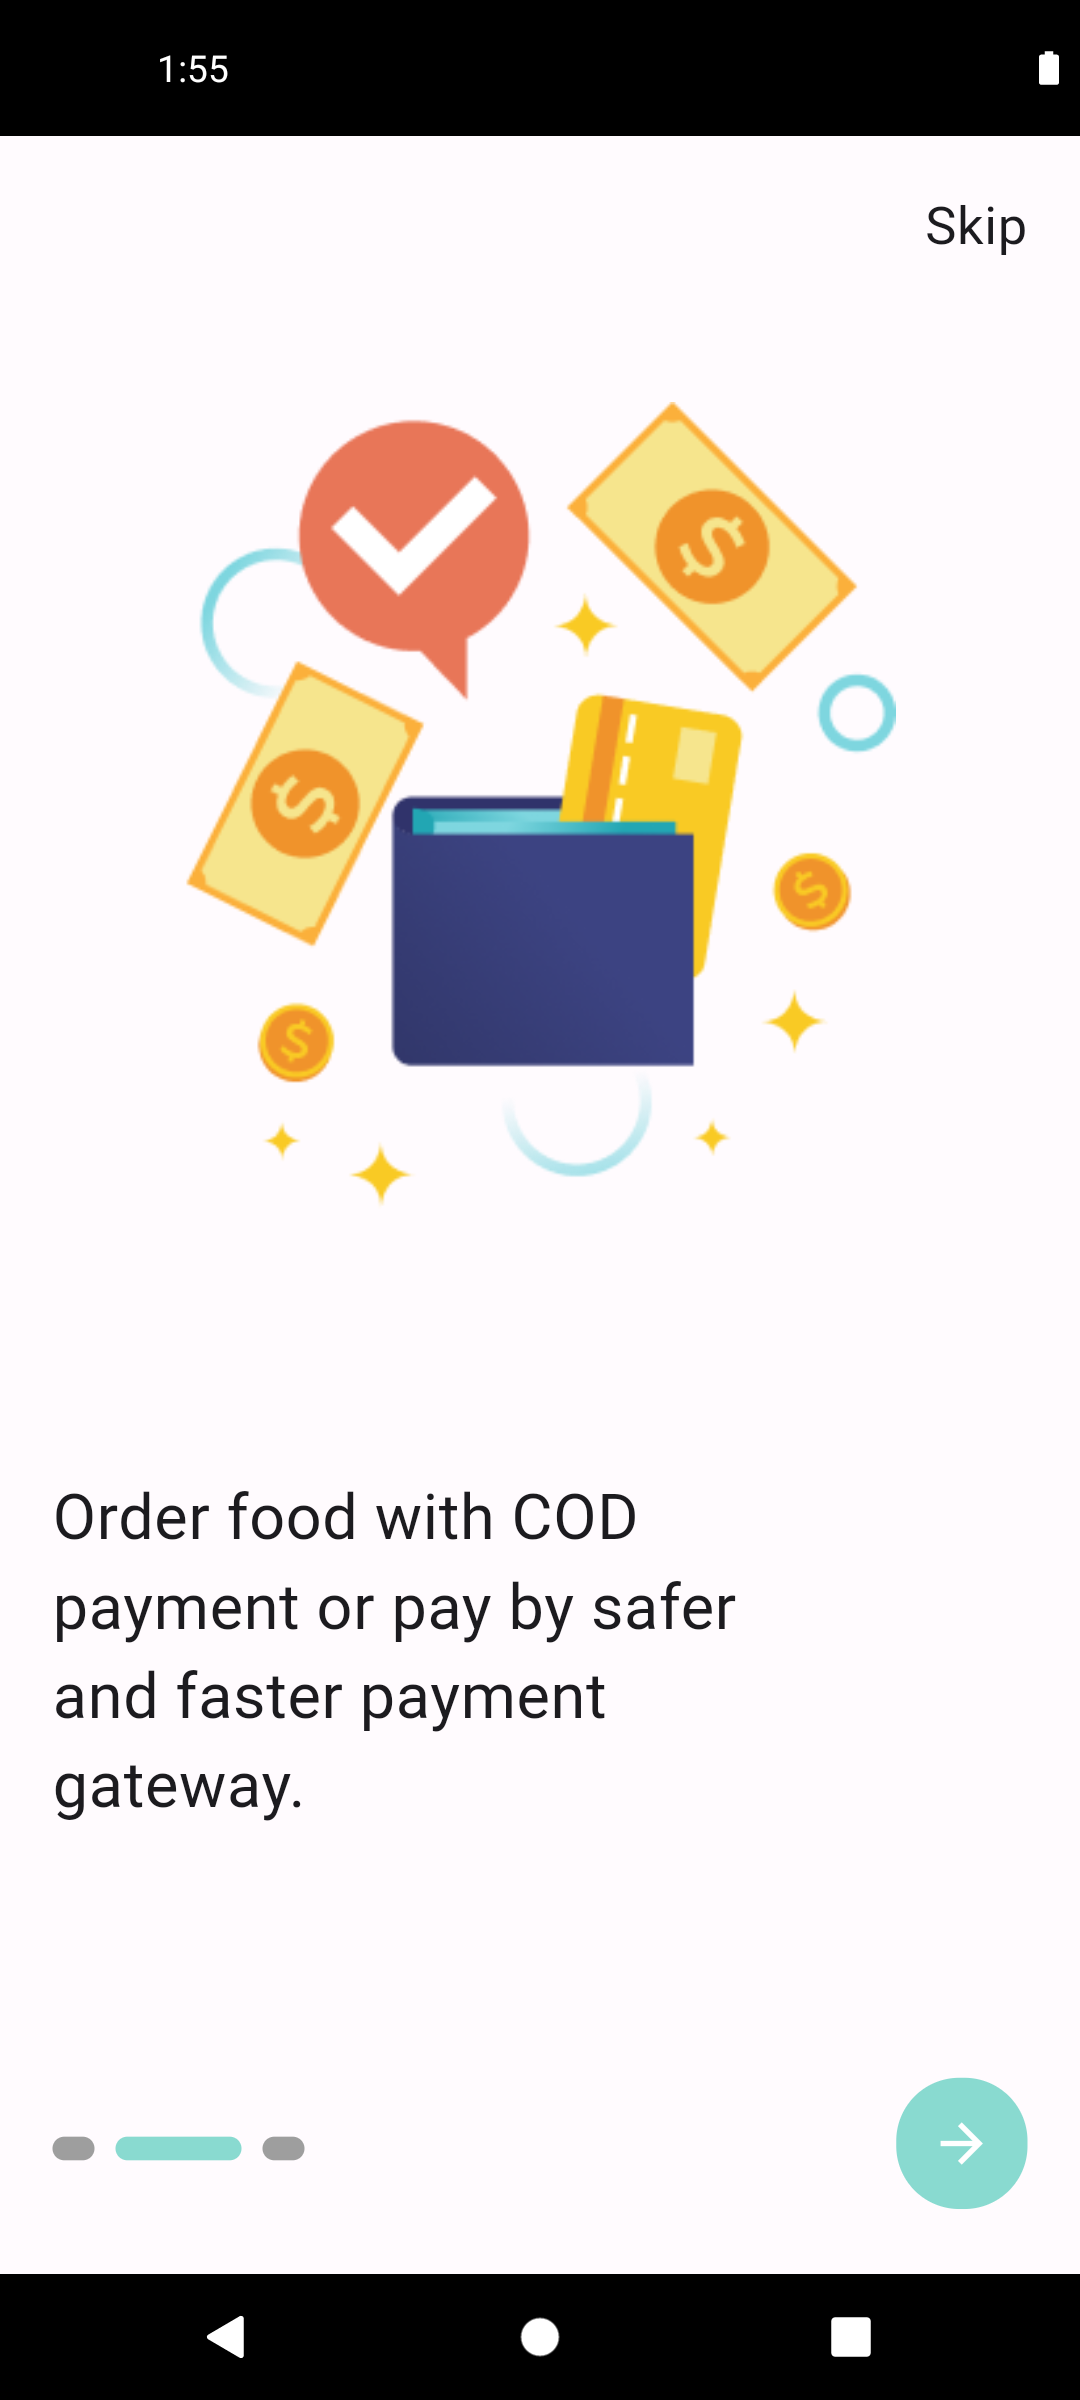 1:55
Skip
Order food with COD
payment or pay by safer
and faster payment
gateway.